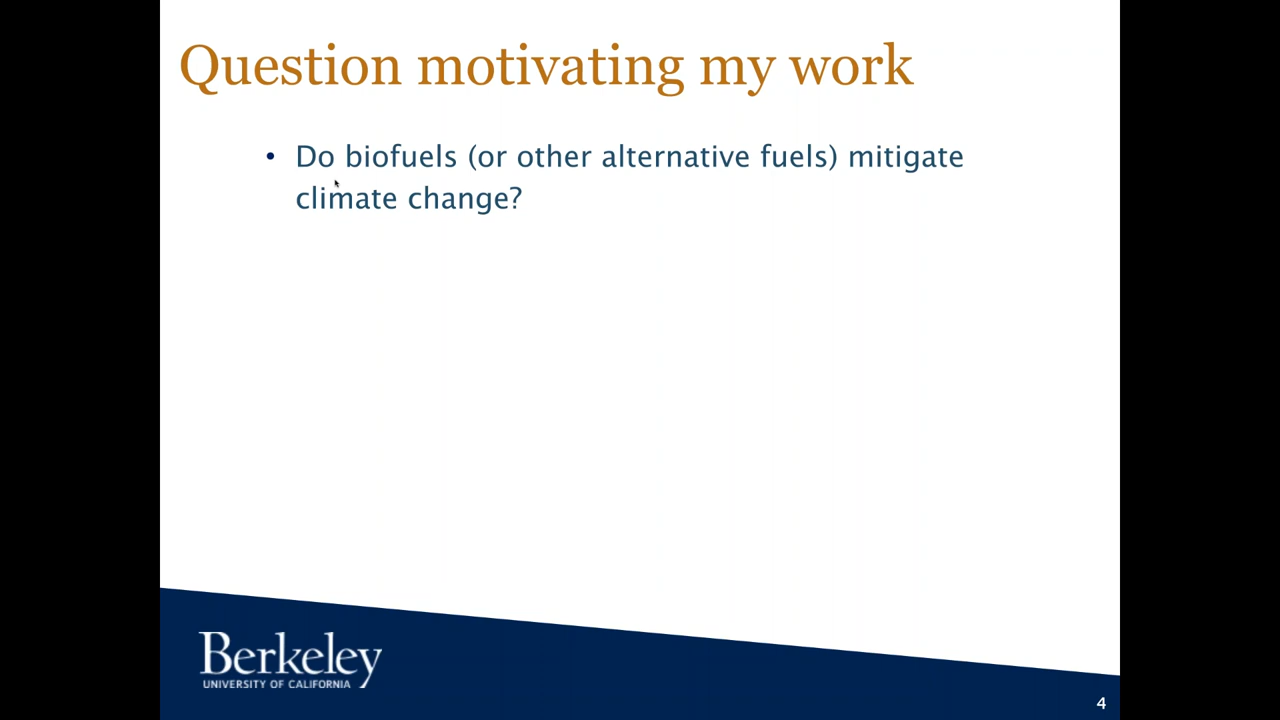 Question motivating my work
• Do biofuels (or other alternative fuels) mitigate
climate change?
Berkeley
UNIVERSITY OF CALIFORNIA
4